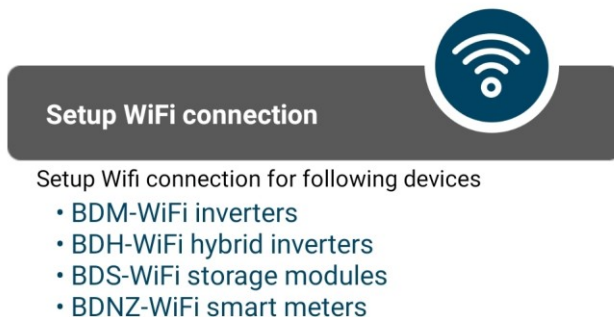 Setup WiFi connection
Setup Wifi connection for following devices
• BDM-WiFi inverters
• BDH-WiFi hybrid inverters
• BDS-WiFi storage modules
• BDNZ-WiFi smart meters